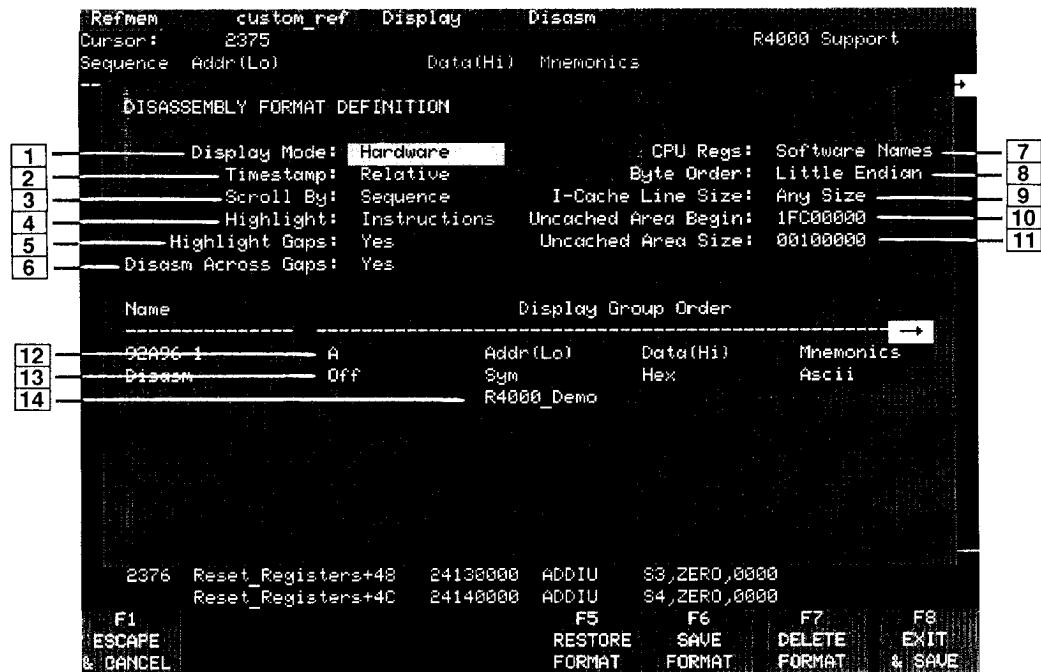 Refmem custom_ref Display Disasm
Cursor: 2375 R4000 Support
Sequence Addr(Lo) Data(Hi) Mnemonics
DISASSEMBLY FORMAT DEFINITION
1 Display Mode: Hardware CPU Regs: Software Names 7
2 Timestamp: Relative Byte Order: Little Endian 8
3 Scroll By: Sequence I-Cache Line Size: Any Size 9
4 Highlight: Instructions Uncached Area Begin: 1FC00000 10
5 Highlight Gaps: Yes Uncached Area Size: 00100000 11
6 Disasm Across Gaps: Yes
Name Display Group Order
12 92A96-1 A Addr(Lo) Data(Hi) Mnemonics
13 Disasm Off Sym Hex Ascii
14 R4000_Demo
2376 Reset_Registers+48 24130000 ADDIU S3,ZERO,0000
Reset_Registers+4C 24140000 ADDIU S4,ZERO,0000
F1 F5 F6 F7 F8
ESCAPE RESTORE SAVE DELETE EXIT
& CANCEL FORMAT FORMAT FORMAT & SAVE